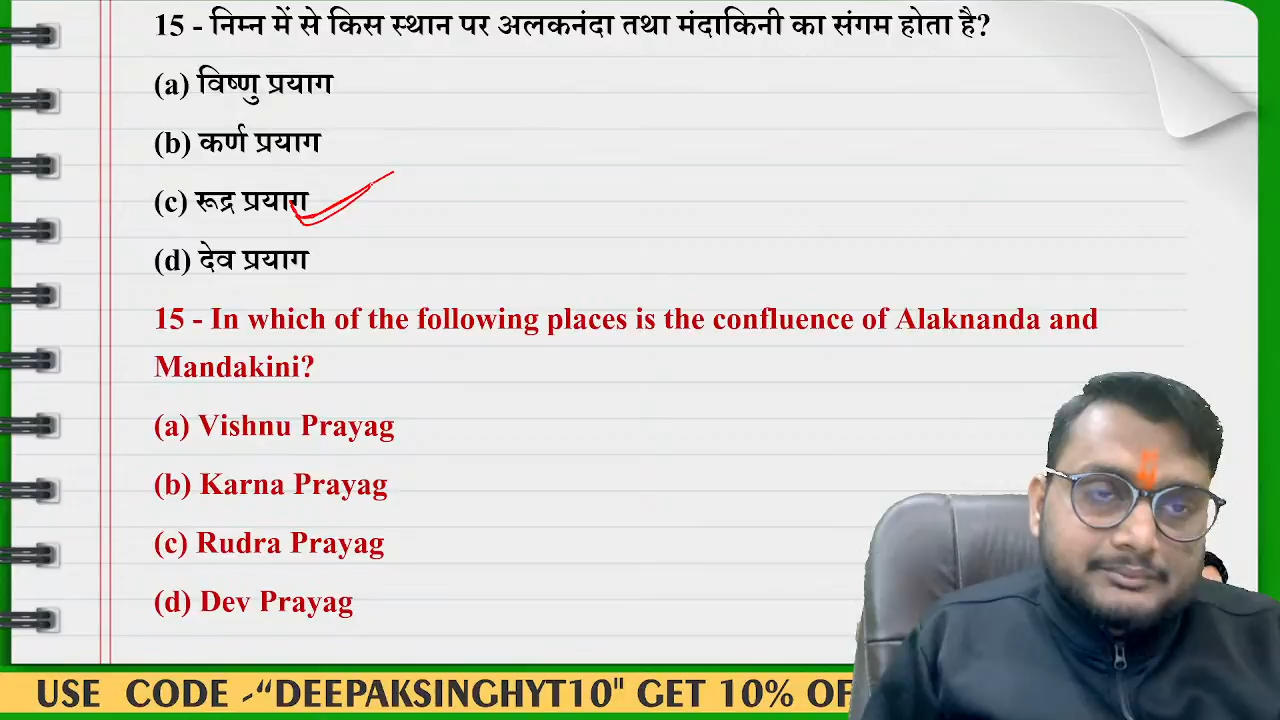 15 - निम्न में से किस स्थान पर अलकनंदा तथा मंदाकिनी का संगम होता है?
(a) विष्णु प्रयाग
(b) कर्ण प्रयाग
(c) रूद्र प्रयाग
(d) देव प्रयाग
15 - In which of the following places is the confluence of Alaknanda and
Mandakini?
(a) Vishnu Prayag
(b) Karna Prayag
(c) Rudra Prayag
(d) Dev Prayag
USE CODE -“DEEPAKSINGHYT10" GET 10% OF